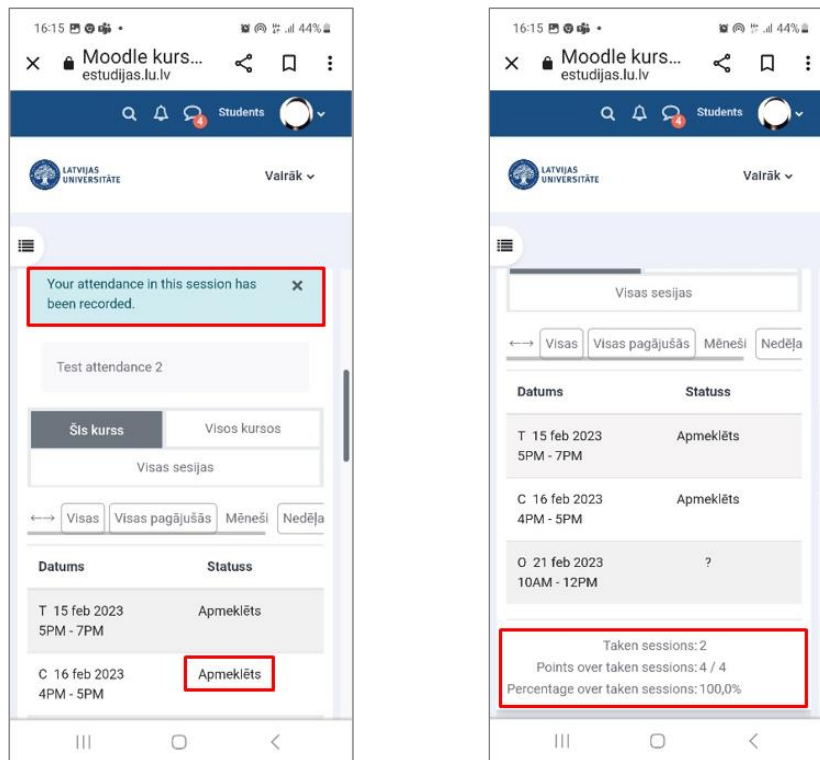 16:15 • 44%
Moodle kurs...
estudijas.lu.lv
4 Students
LATVIJAS
UNIVERSITĀTE
Vairāk
Your attendance in this session has
been recorded.
Test attendance 2
Šis kurss Visos kursos
Visas sesijas
←→ Visas Visas pagājušās Mēneši Nedēļa
Datums Statuss
T 15 feb 2023 Apmeklēts
5PM - 7PM
C 16 feb 2023 Apmeklēts
4PM - 5PM
16:15 • 44%
Moodle kurs...
estudijas.lu.lv
4 Students
LATVIJAS
UNIVERSITĀTE
Vairāk
Visas sesijas
←→ Visas Visas pagājušās Mēneši Nedēļa
Datums Statuss
T 15 feb 2023 Apmeklēts
5PM - 7PM
C 16 feb 2023 Apmeklēts
4PM - 5PM
O 21 feb 2023 ?
10AM - 12PM
Taken sessions: 2
Points over taken sessions: 4 / 4
Percentage over taken sessions: 100,0%